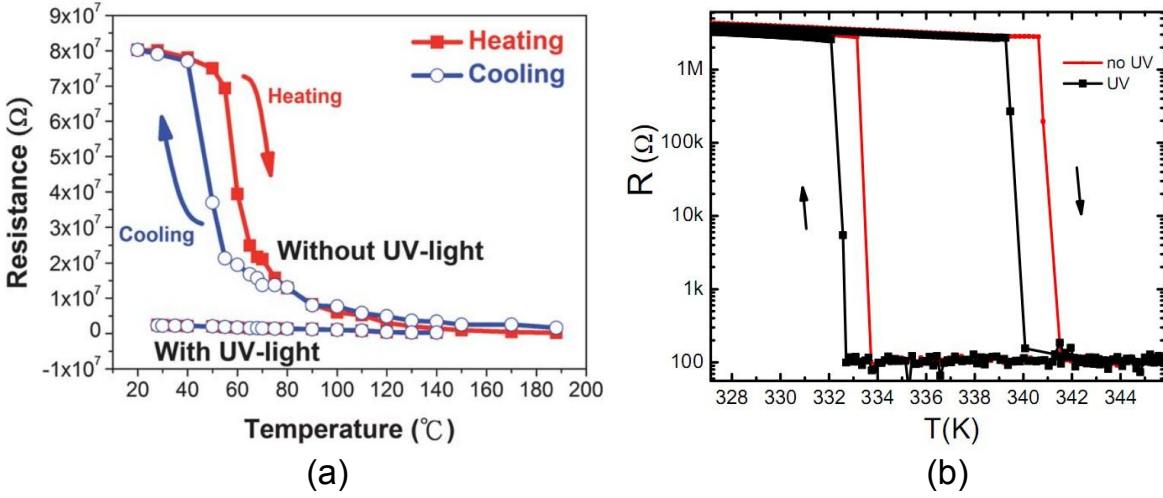 9x10⁷
8x10⁷
7x10⁷
6x10⁷
5x10⁷
4x10⁷
3x10⁷
2x10⁷
1x10⁷
0
-1x10⁷
Resistance (Ω)
Heating
Cooling
Heating
Cooling
Without UV-light
With UV-light
20 40 60 80 100 120 140 160 180 200
Temperature (℃)
(a)
1M
100k
10k
1k
100
R (Ω)
no UV
UV
328 330 332 334 336 338 340 342 344
T(K)
(b)